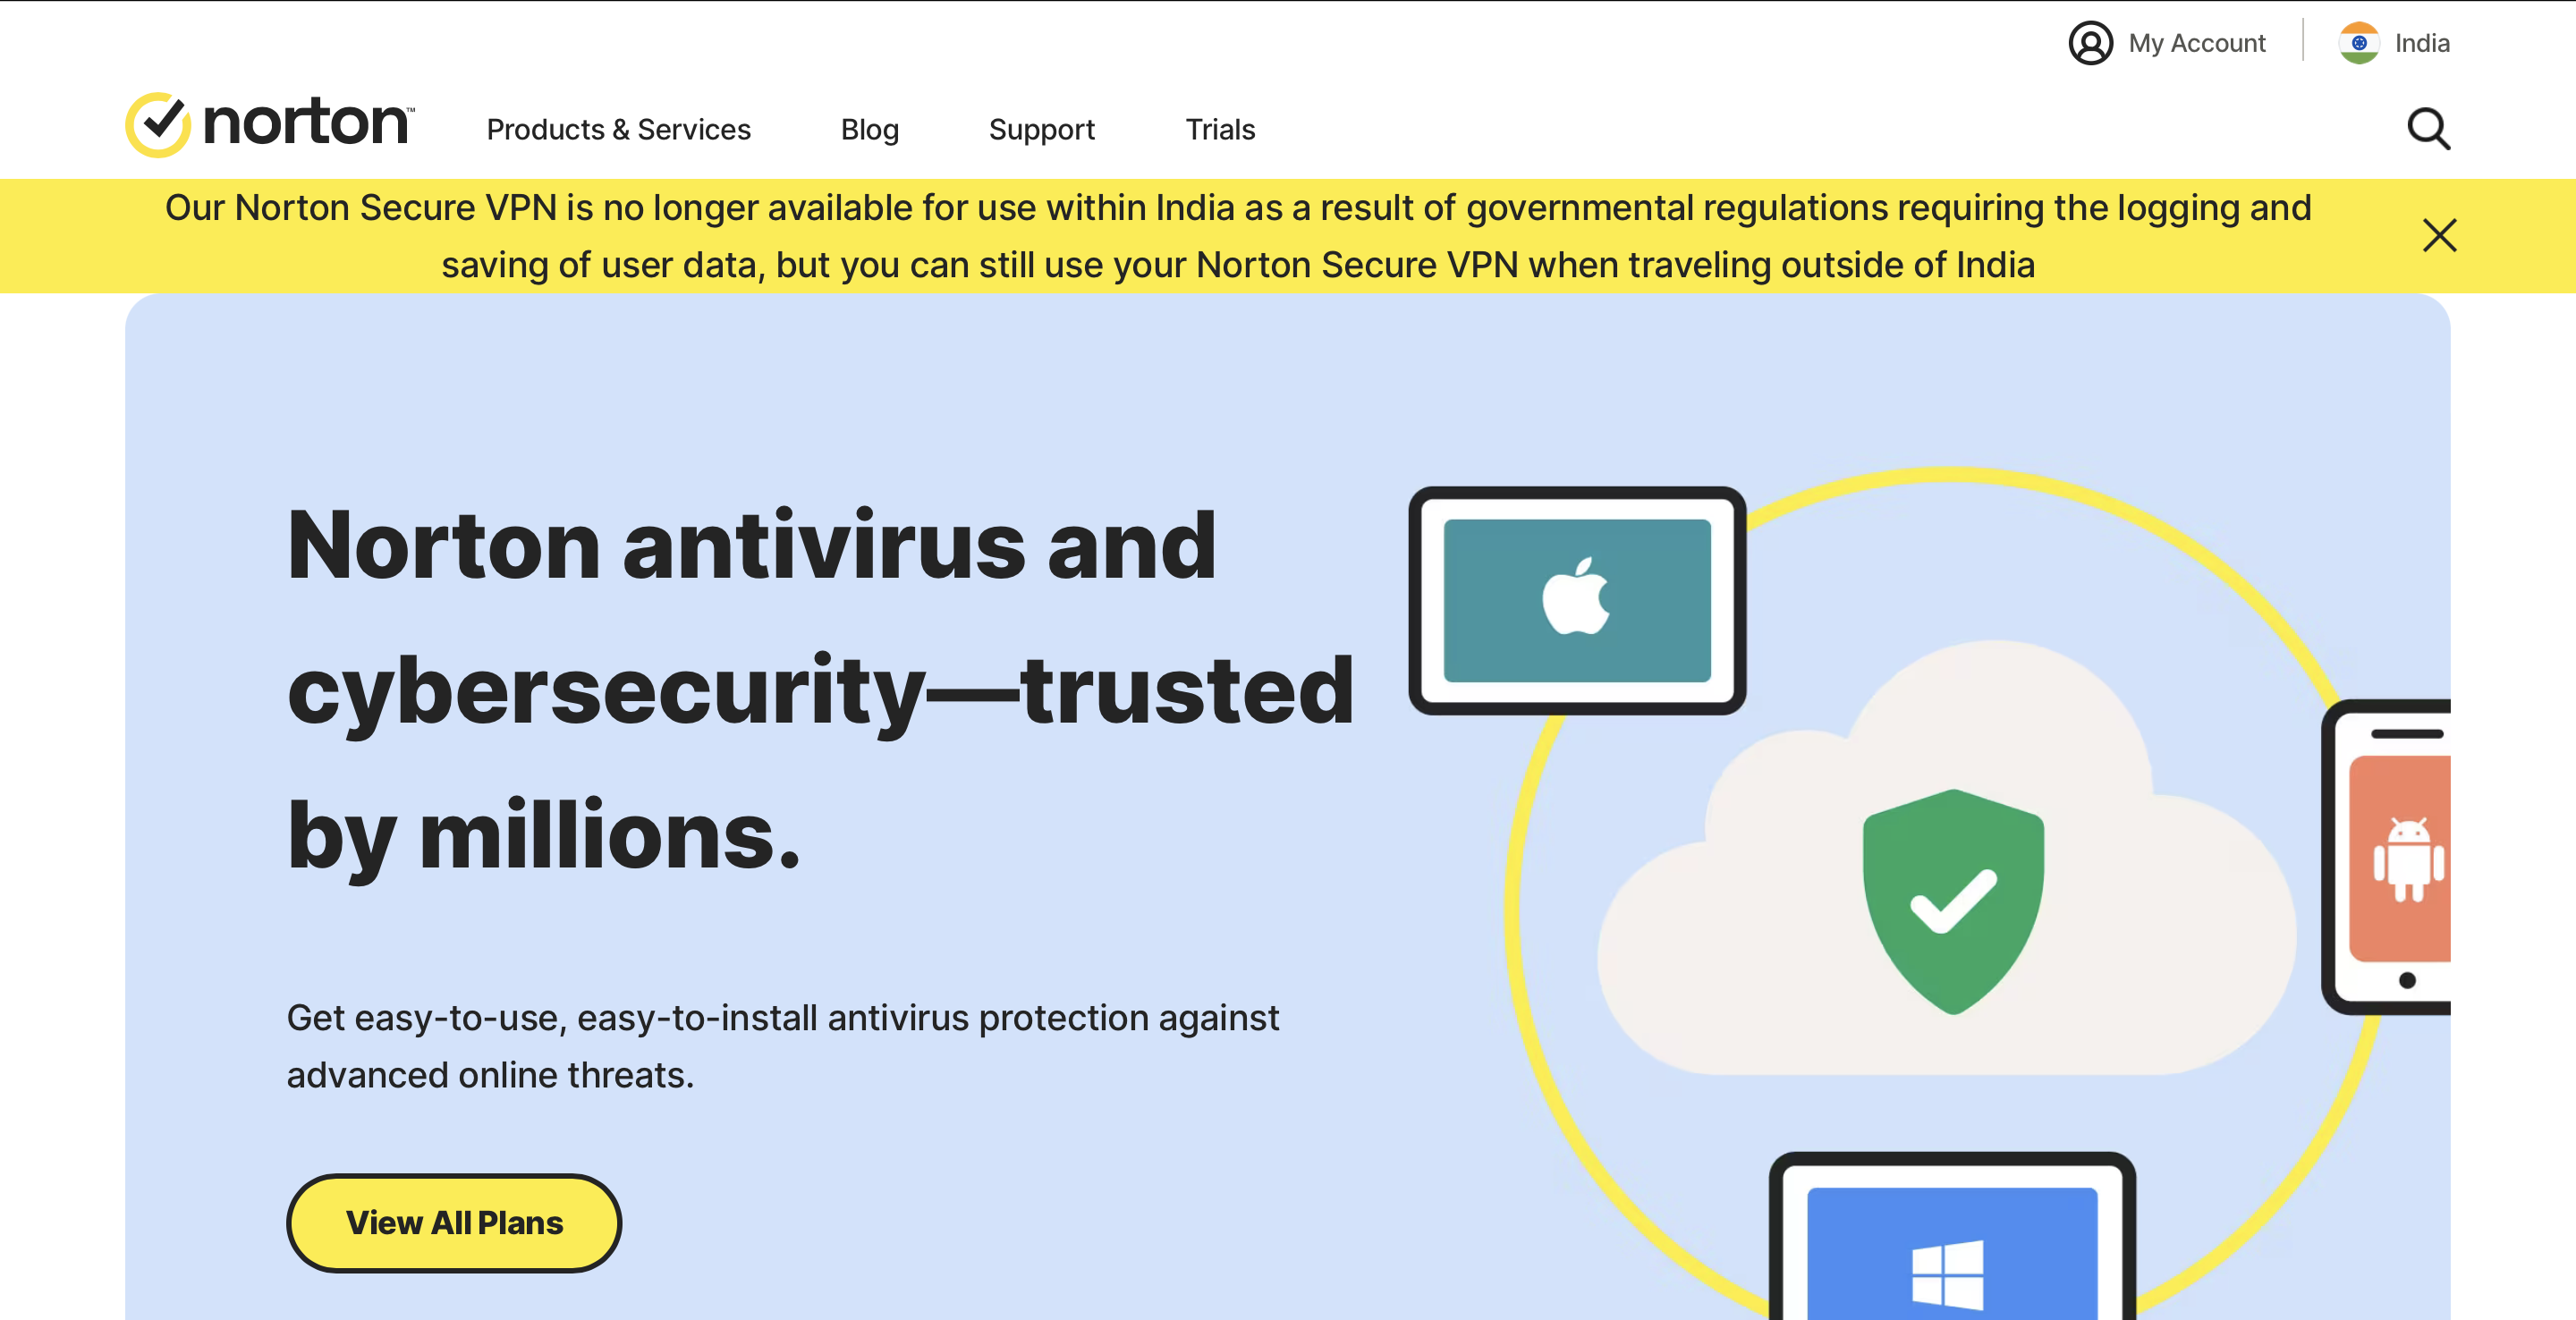 My Account
India
norton™
Products & Services
Blog
Support
Trials
Our Norton Secure VPN is no longer available for use within India as a result of governmental regulations requiring the logging and
saving of user data, but you can still use your Norton Secure VPN when traveling outside of India
Norton antivirus and
cybersecurity—trusted
by millions.
Get easy-to-use, easy-to-install antivirus protection against
advanced online threats.
View All Plans